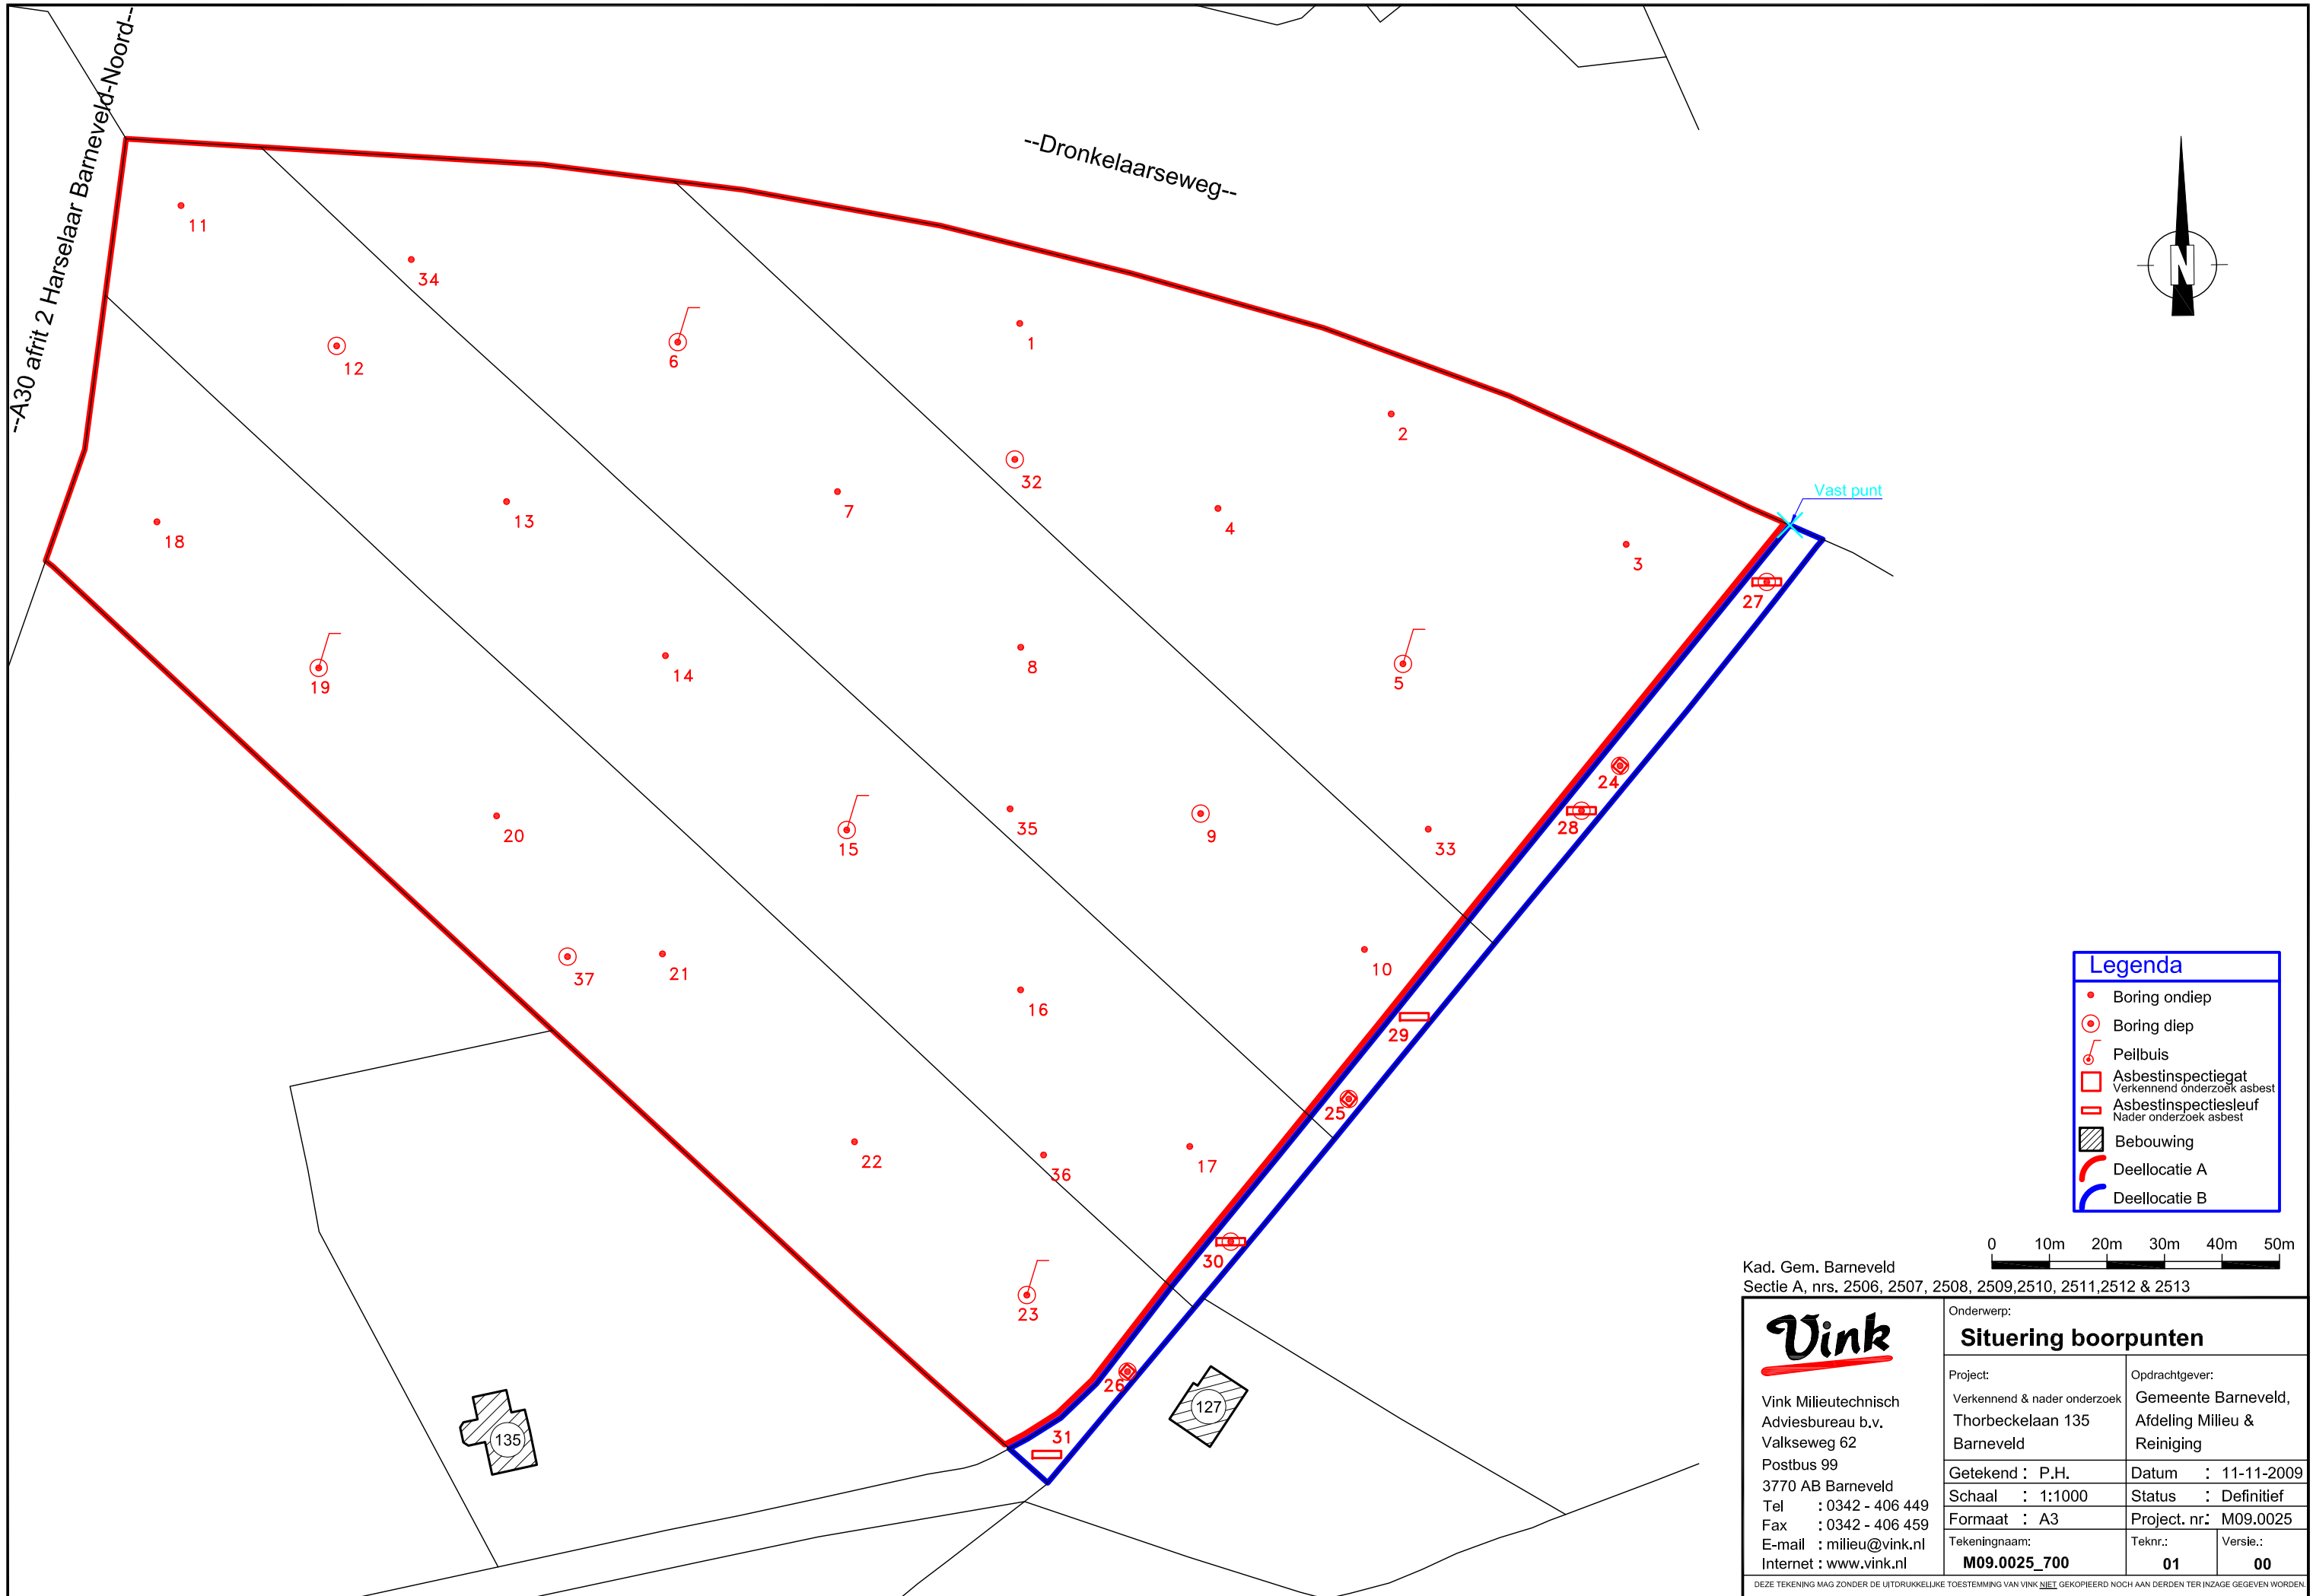 --A30 afrit 2 Harselaar Barneveld-Noord--
--Dronkelaarseweg--
N
11
34
12
6
1
2
32
7
4
13
18
3
Vast punt
27
8
14
5
19
24
28
20
35
9
33
15
10
37
21
16
29
25
22
36
17
30
23
26
31
127
135
Legenda
Boring ondiep
Boring diep
Peilbuis
Asbestinspectiegat
Verkennend onderzoek asbest
Asbestinspectiesleuf
Nader onderzoek asbest
Bebouwing
Deellocatie A
Deellocatie B
0 10m 20m 30m 40m 50m
Kad. Gem. Barneveld
Sectie A, nrs. 2506, 2507, 2508, 2509,2510, 2511,2512 & 2513
Vink
Vink Milieutechnisch
Adviesbureau b.v.
Valkseweg 62
Postbus 99
3770 AB Barneveld
Tel : 0342 - 406 449
Fax : 0342 - 406 459
E-mail : milieu@vink.nl
Internet : www.vink.nl
Onderwerp:
Situering boorpunten
Project:
Verkennend & nader onderzoek
Thorbeckelaan 135
Barneveld
Opdrachtgever:
Gemeente Barneveld,
Afdeling Milieu &
Reiniging
Getekend : P.H.
Datum : 11-11-2009
Schaal : 1:1000
Status : Definitief
Formaat : A3
Project. nr.: M09.0025
Tekeningnaam:
M09.0025_700
Teknr.:
01
Versie.:
00
DEZE TEKENING MAG ZONDER DE UITDRUKKELIJKE TOESTEMMING VAN VINK NIET GEKOPIEERD NOCH AAN DERDEN TER INZAGE GEGEVEN WORDEN.